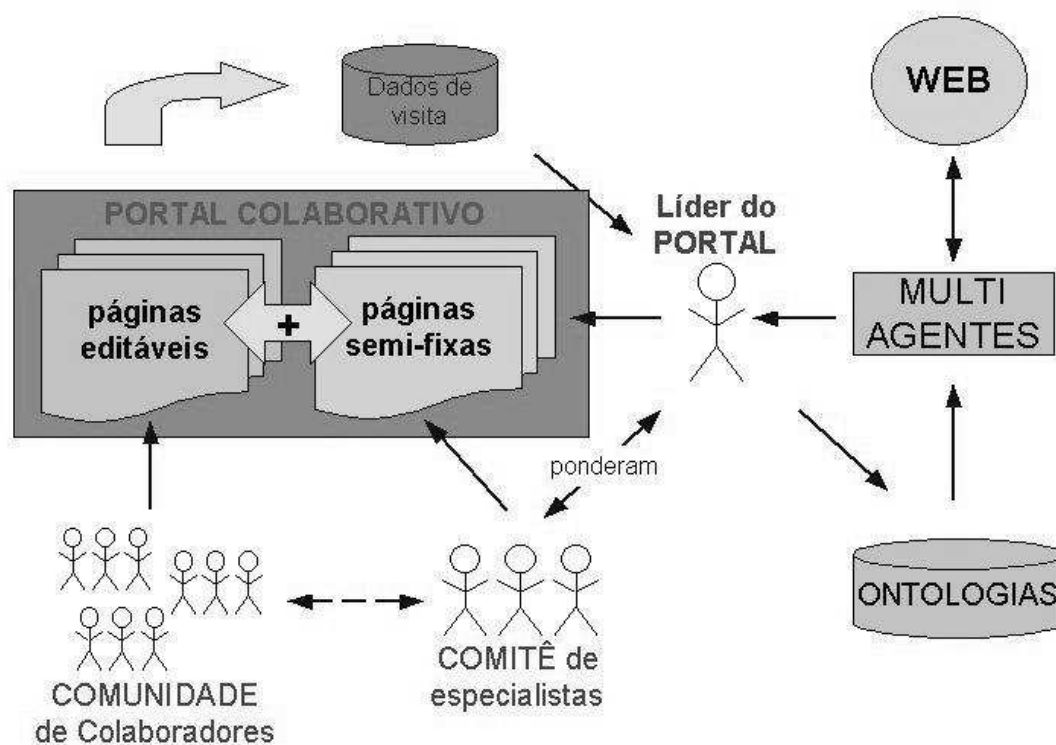 Dados de
visita
WEB
PORTAL COLABORATIVO
Líder do
PORTAL
páginas
editáveis
+
páginas
semi-fixas
MULTI
AGENTES
ponderam
ONTOLOGIAS
COMITÊ de
especialistas
COMUNIDADE
de Colaboradores